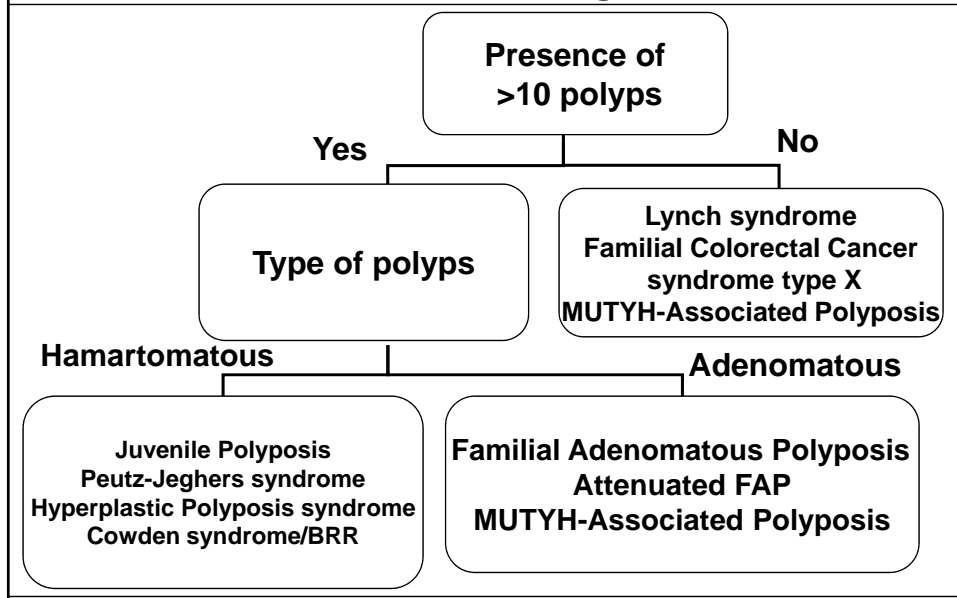 Presence of
>10 polyps
Yes
No
Type of polyps
Lynch syndrome
Familial Colorectal Cancer
syndrome type X
MUTYH-Associated Polyposis
Hamartomatous
Adenomatous
Juvenile Polyposis
Peutz-Jeghers syndrome
Hyperplastic Polyposis syndrome
Cowden syndrome/BRR
Familial Adenomatous Polyposis
Attenuated FAP
MUTYH-Associated Polyposis